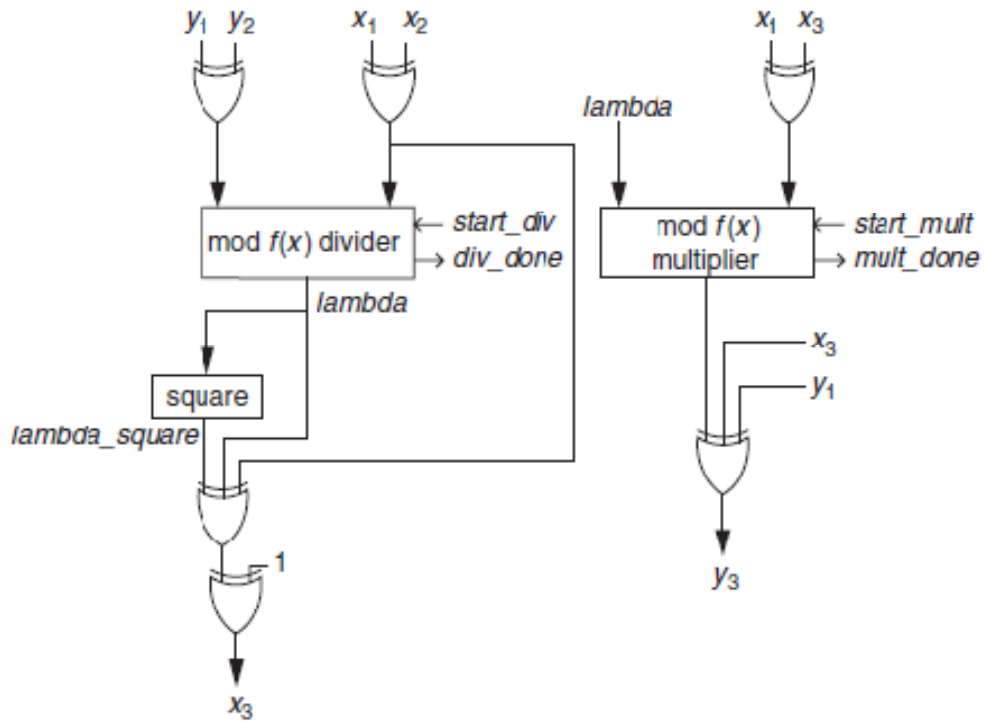 y₁ y₂
x₁ x₂
x₁ x₃
lambda
mod f(x) divider
start_div
div_done
mod f(x)
multiplier
start_mult
mult_done
lambda
square
lambda_square
x₃
y₁
1
x₃
y₃